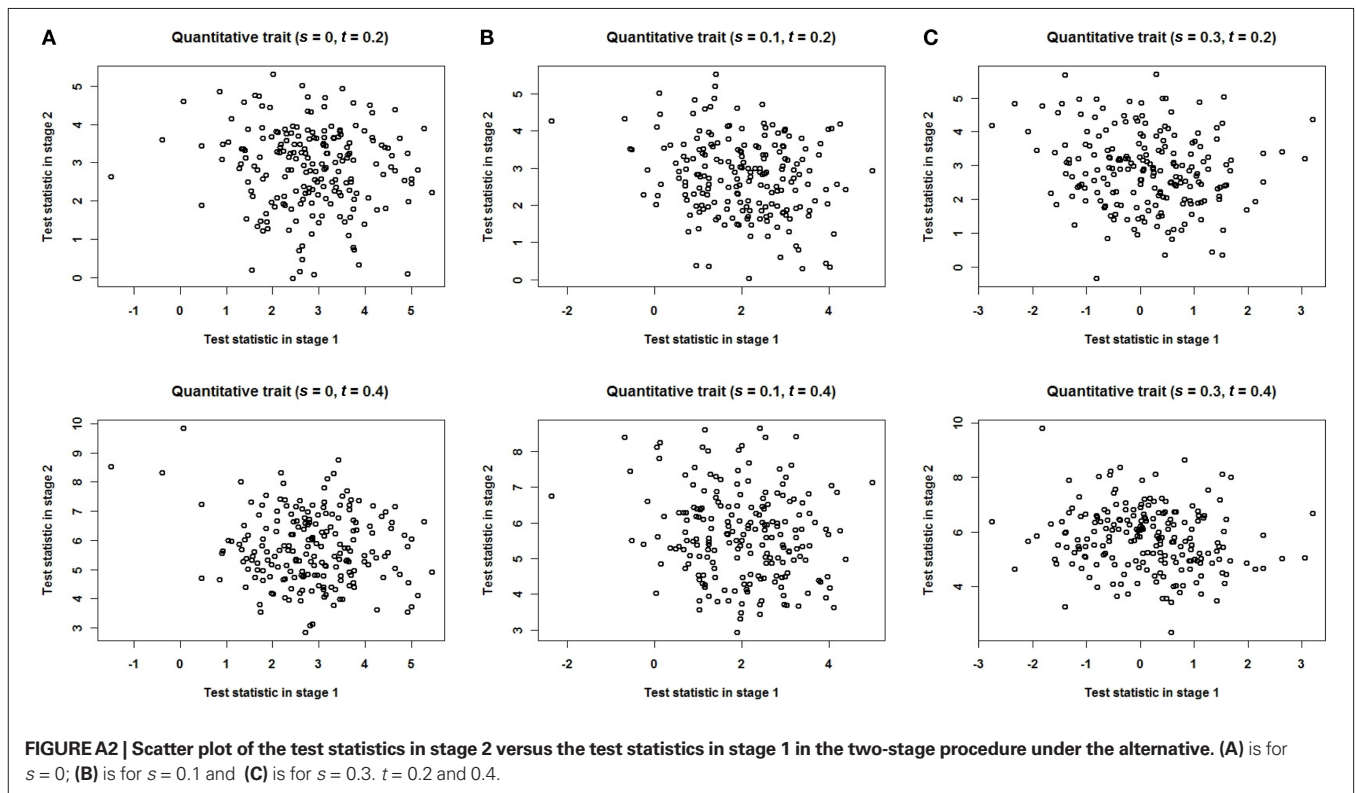 A
Quantitative trait (s = 0, t = 0.2)
Test statistic in stage 2
0 1 2 3 4 5
-1 0 1 2 3 4 5
Test statistic in stage 1
Quantitative trait (s = 0, t = 0.4)
Test statistic in stage 2
3 4 5 6 7 8 9 10
-1 0 1 2 3 4 5
Test statistic in stage 1
B
Quantitative trait (s = 0.1, t = 0.2)
Test statistic in stage 2
0 1 2 3 4 5
-2 0 2 4
Test statistic in stage 1
Quantitative trait (s = 0.1, t = 0.4)
Test statistic in stage 2
3 4 5 6 7 8
-2 0 2 4
Test statistic in stage 1
C
Quantitative trait (s = 0.3, t = 0.2)
Test statistic in stage 2
0 1 2 3 4 5
-3 -2 -1 0 1 2 3
Test statistic in stage 1
Quantitative trait (s = 0.3, t = 0.4)
Test statistic in stage 2
4 6 8 10
-3 -2 -1 0 1 2 3
Test statistic in stage 1
FIGURE A2 | Scatter plot of the test statistics in stage 2 versus the test statistics in stage 1 in the two-stage procedure under the alternative. (A) is for
s = 0; (B) is for s = 0.1 and (C) is for s = 0.3. t = 0.2 and 0.4.